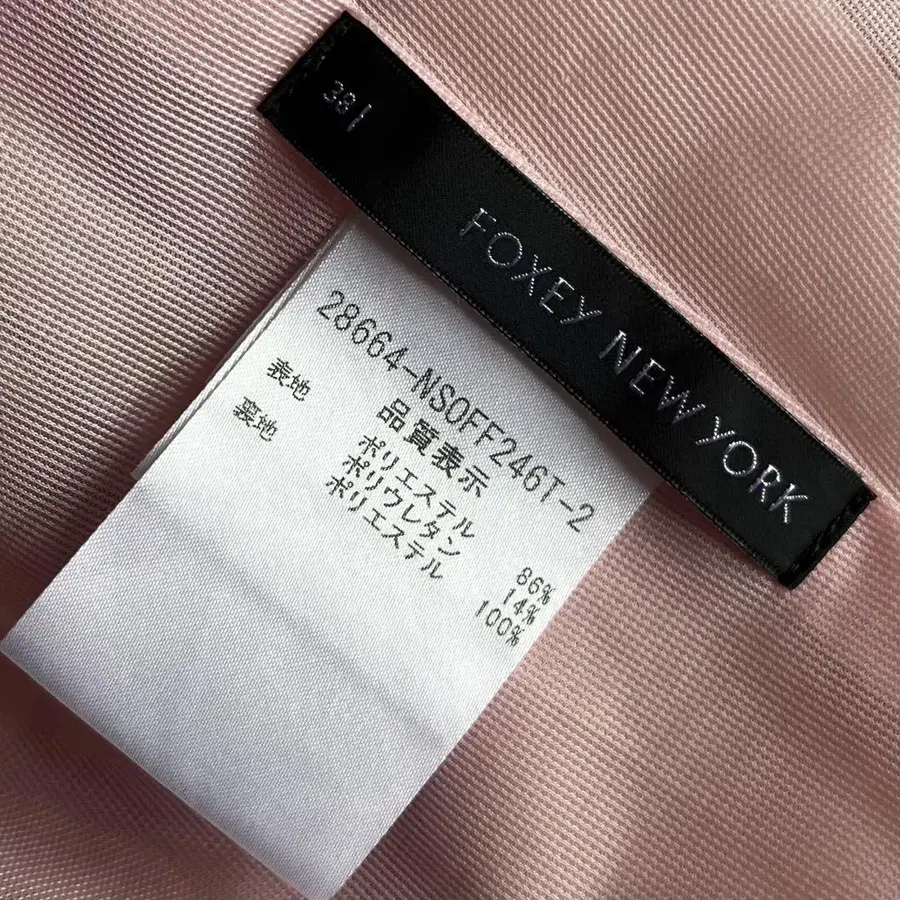 38
FOXEY NEW YORK
28664-NSOFF246T-2
品質表示
表地 ポリエステル 86%
ポリウレタン 14%
裏地 ポリエステル 100%